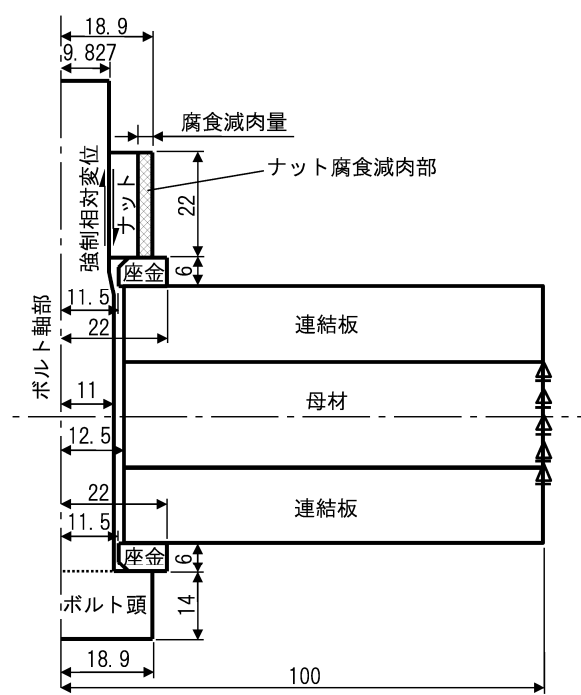 18.9
9.827
腐食減肉量
ナット腐食減肉部
強制相対変位
ナット
22
座金
6
11.5
22
連結板
ボルト軸部
11
母材
12.5
22
連結板
11.5
座金
6
ボルト頭
14
18.9
100